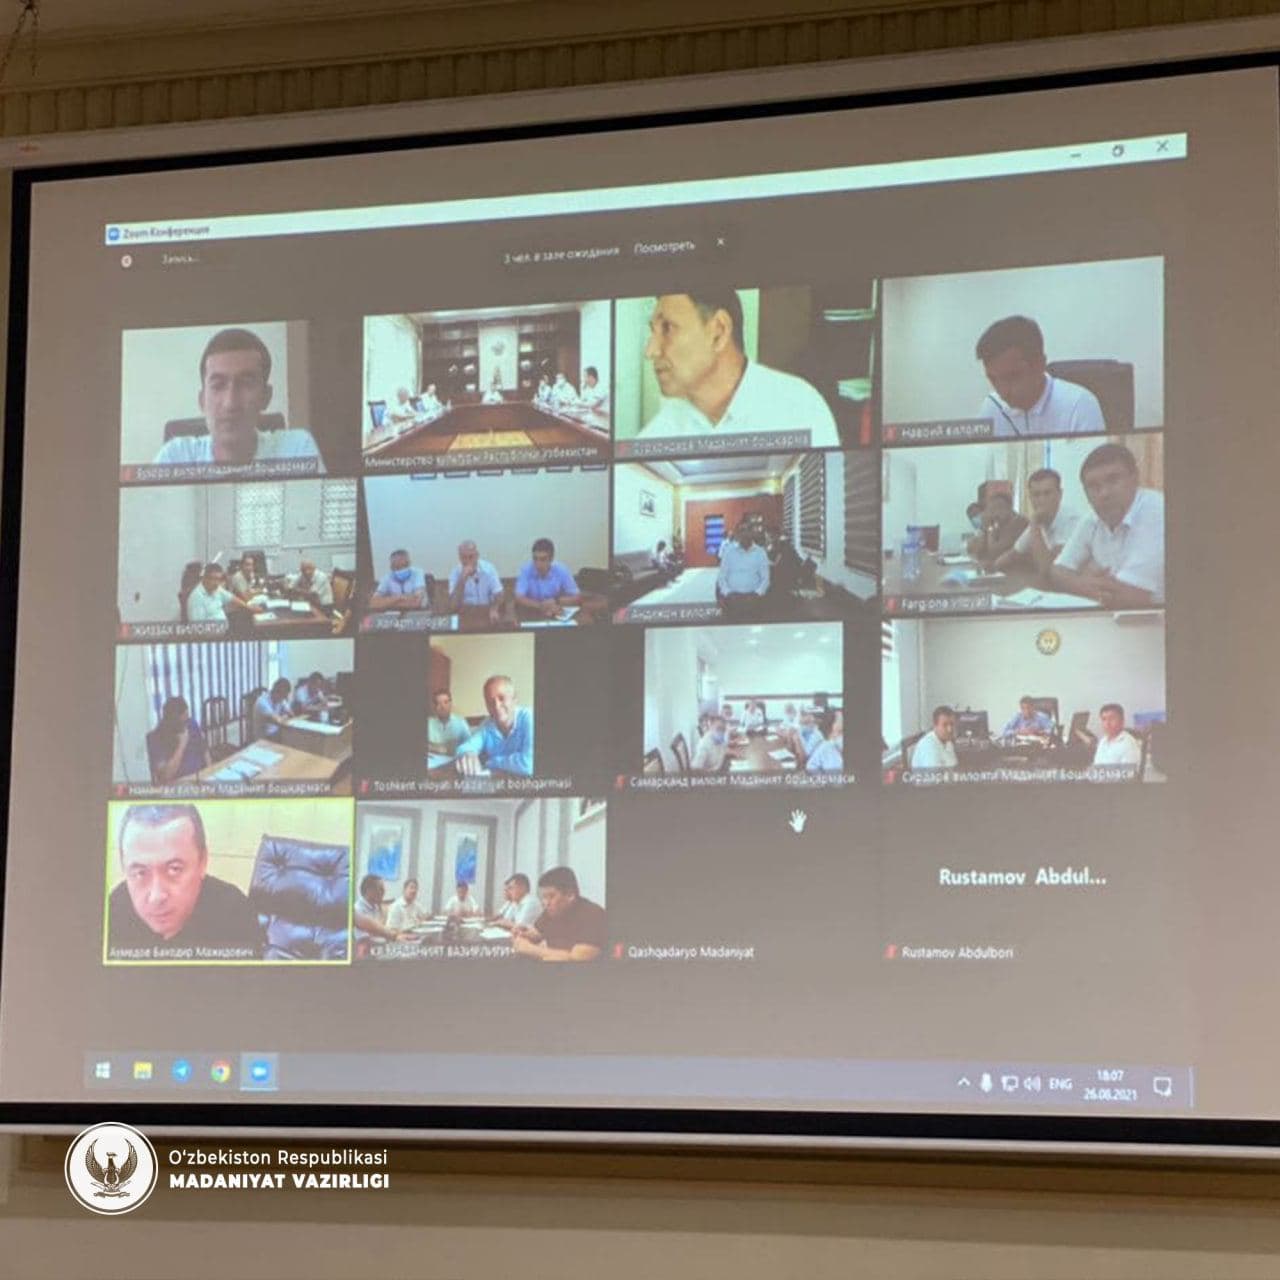 Zoom Конференция
Запись...
3 чел. в зале ожидания Посмотреть
Бухоро вилоят маданият бошкармаси
Министерство культуры Республики Узбекистан
Сурхондарё Маданият бошкарма
Навоий вилояти
ЖИЗЗАХ ВИЛОЯТИ
Xorazm viloyati
Андижон вилояти
Farg'ona viloyati
Наманган вилояти Маданият бошкармаси
Toshkent viloyati Madaniyat boshqarmasi
Самарканд вилоят Маданият бошкармаси
Сирдарё вилояти Маданият Бошкармаси
Rustamov Abdul...
Ахмедов Баходир Мажидович
КР МАДАНИЯТ ВАЗИРЛИГИ
Qashqadaryo Madaniyat
Rustamov Abdulbori
ENG
18:07
26.08.2021
O‘zbekiston Respublikasi
MADANIYAT VAZIRLIGI